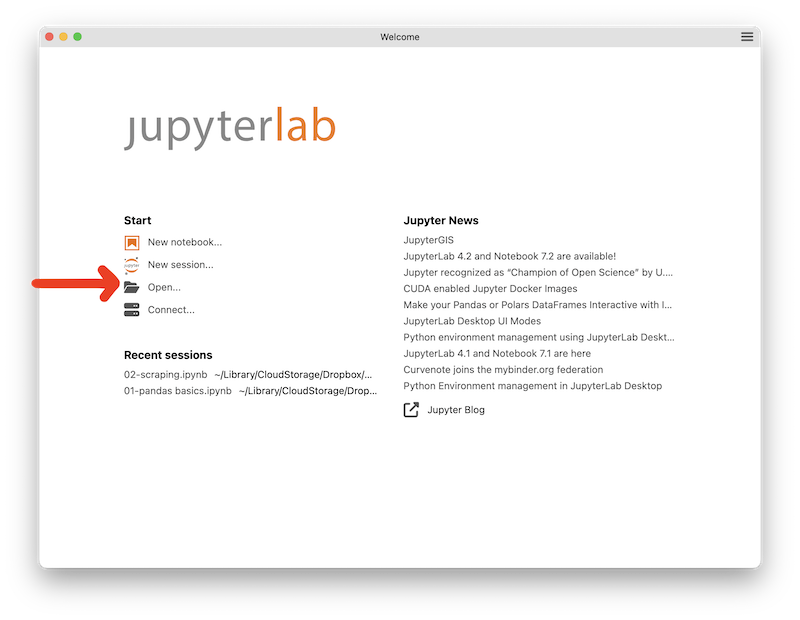 Welcome
jupyterlab
Start
New notebook...
New session...
Open...
Connect...
Recent sessions
02-scraping.ipynb ~/Library/CloudStorage/Dropbox/...
01-pandas basics.ipynb ~/Library/CloudStorage/Drop...
Jupyter News
JupyterGIS
JupyterLab 4.2 and Notebook 7.2 are available!
Jupyter recognized as “Champion of Open Science” by U....
CUDA enabled Jupyter Docker Images
Make your Pandas or Polars DataFrames Interactive with I...
JupyterLab Desktop UI Modes
Python environment management using JupyterLab Deskt...
JupyterLab 4.1 and Notebook 7.1 are here
Curvenote joins the mybinder.org federation
Python Environment management in JupyterLab Desktop
Jupyter Blog